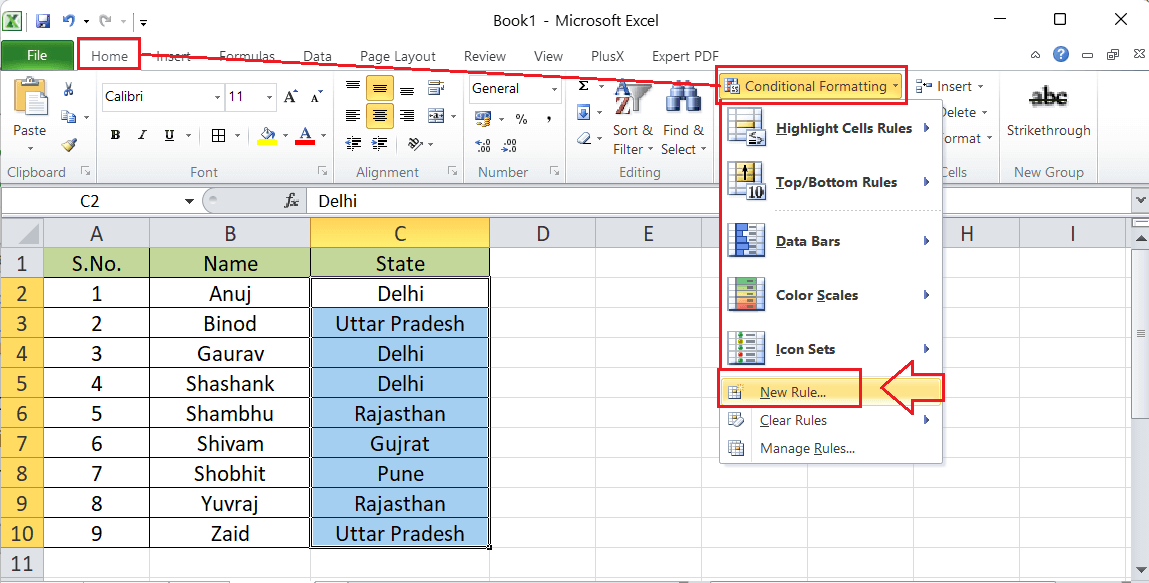 Book1 - Microsoft Excel
File Home Insert Formulas Data Page Layout Review View PlusX Expert PDF
Paste
Clipboard
Calibri 11
B I U A
Font
Alignment
General
% ,
Number
Σ
Sort & Filter
Find & Select
Editing
Conditional Formatting
Insert
Delete
ormat
Cells
abc
Strikethrough
New Group
Highlight Cells Rules
Top/Bottom Rules
Data Bars
Color Scales
Icon Sets
New Rule...
Clear Rules
Manage Rules...
C2 fx Delhi
A B C D E H I
1 S.No. Name State
2 1 Anuj Delhi
3 2 Binod Uttar Pradesh
4 3 Gaurav Delhi
5 4 Shashank Delhi
6 5 Shambhu Rajasthan
7 6 Shivam Gujrat
8 7 Shobhit Pune
9 8 Yuvraj Rajasthan
10 9 Zaid Uttar Pradesh
11